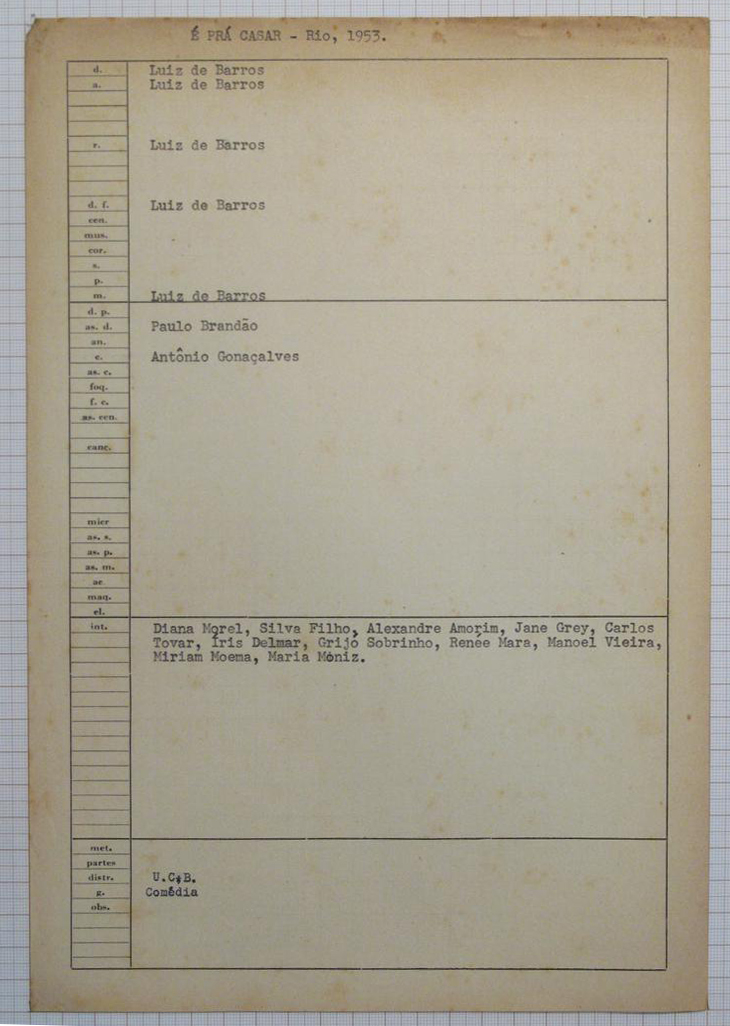 É PRÁ CASAR - Rio, 1953.
d. Luiz de Barros
a. Luiz de Barros
r. Luiz de Barros
d. f. Luiz de Barros
cen.
mus.
cor.
s.
p.
m. Luiz de Barros
d. p.
as. d. Paulo Brandão
an.
c. Antônio Gonaçalves
as. c.
foq.
f. c.
as. cen.
canc.
micr
as. s.
as. p.
as. m.
ae
maq.
el.
int. Diana Morel, Silva Filho, Alexandre Amorim, Jane Grey, Carlos
Tovar, Íris Delmar, Grijó Sobrinho, Renée Mara, Manoel Vieira,
Miriam Moema, Maria Moniz.
met.
partes
distr. U.C.B.
g. Comédia
obs.